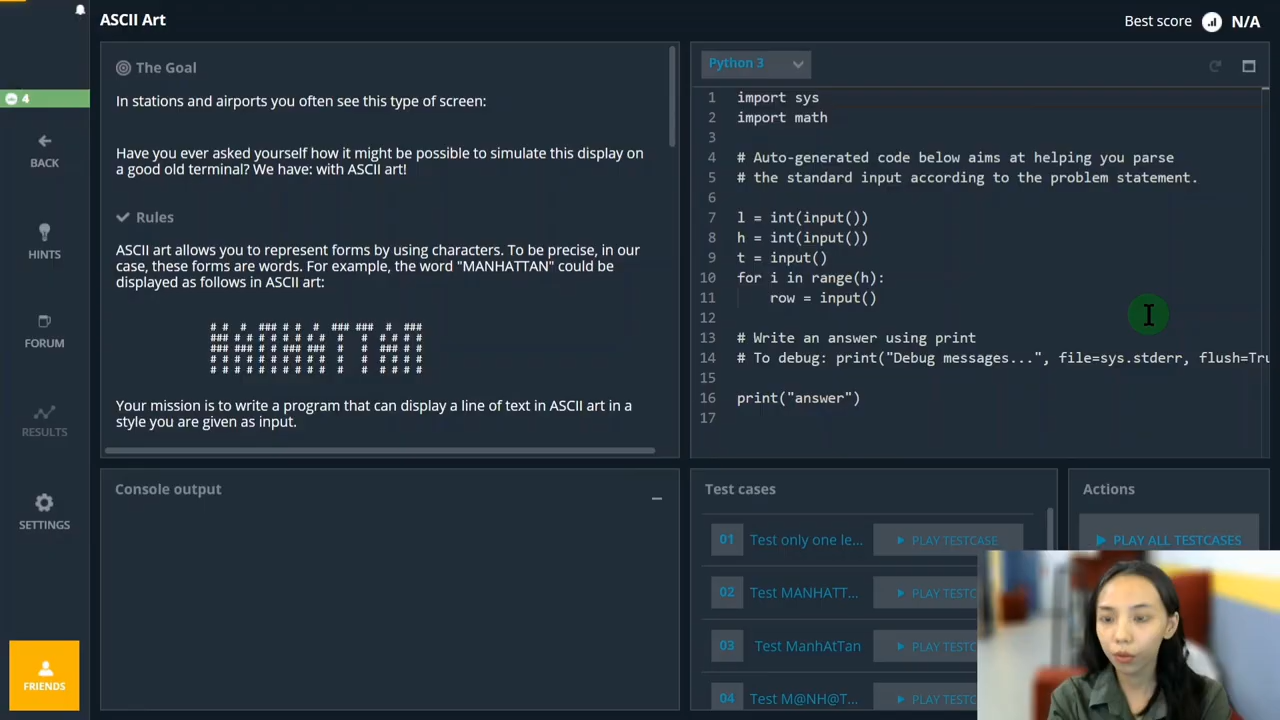 ASCII Art
Best score N/A
4
BACK
HINTS
FORUM
RESULTS
SETTINGS
FRIENDS
The Goal
In stations and airports you often see this type of screen:
Have you ever asked yourself how it might be possible to simulate this display on
a good old terminal? We have: with ASCII art!
Rules
ASCII art allows you to represent forms by using characters. To be precise, in our
case, these forms are words. For example, the word "MANHATTAN" could be
displayed as follows in ASCII art:
MANHATTAN
Your mission is to write a program that can display a line of text in ASCII art in a
style you are given as input.
Python 3
1 import sys
2 import math
3
4 # Auto-generated code below aims at helping you parse
5 # the standard input according to the problem statement.
6
7 l = int(input())
8 h = int(input())
9 t = input()
10 for i in range(h):
11 row = input()
12
13 # Write an answer using print
14 # To debug: print("Debug messages...", file=sys.stderr, flush=Tru
15
16 print("answer")
17
Console output
Test cases
01 Test only one le... PLAY TESTCASE
02 Test MANHATT... PLAY TESTC
03 Test ManhAtTan PLAY TESTC
04 Test M@NH@T... PLAY TESTC
Actions
PLAY ALL TESTCASES